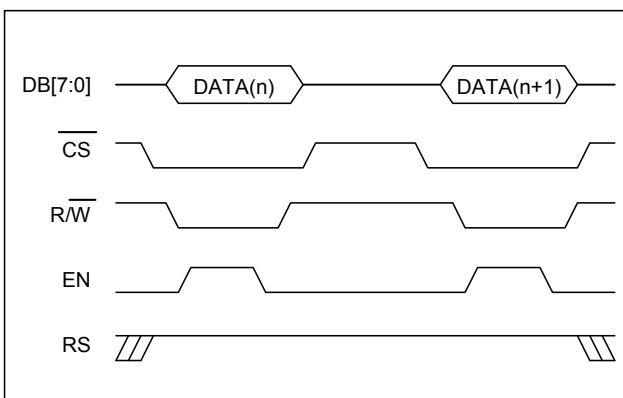 DB[7:0] DATA(n) DATA(n+1)
CS
R/W
EN
RS